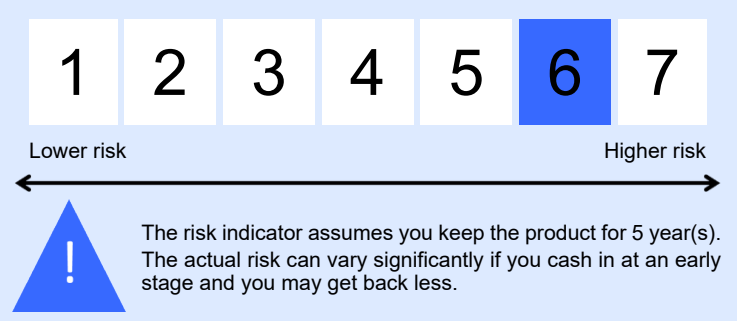 1 2 3 4 5 6 7
Lower risk Higher risk
!
The risk indicator assumes you keep the product for 5 year(s).
The actual risk can vary significantly if you cash in at an early
stage and you may get back less.